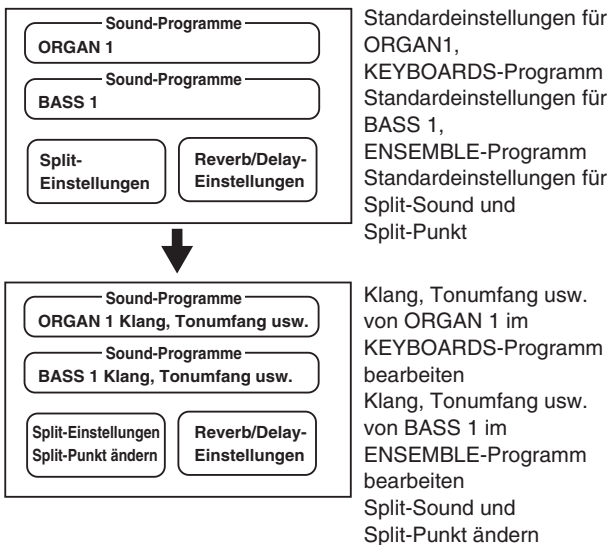 Sound-Programme
ORGAN 1
Sound-Programme
BASS 1
Split-
Einstellungen
Reverb/Delay-
Einstellungen
Standardeinstellungen für
ORGAN1,
KEYBOARDS-Programm
Standardeinstellungen für
BASS 1,
ENSEMBLE-Programm
Standardeinstellungen für
Split-Sound und
Split-Punkt
Sound-Programme
ORGAN 1 Klang, Tonumfang usw.
Sound-Programme
BASS 1 Klang, Tonumfang usw.
Split-Einstellungen
Split-Punkt ändern
Reverb/Delay-
Einstellungen
Klang, Tonumfang usw.
von ORGAN 1 im
KEYBOARDS-Programm
bearbeiten
Klang, Tonumfang usw.
von BASS 1 im
ENSEMBLE-Programm
bearbeiten
Split-Sound und
Split-Punkt ändern